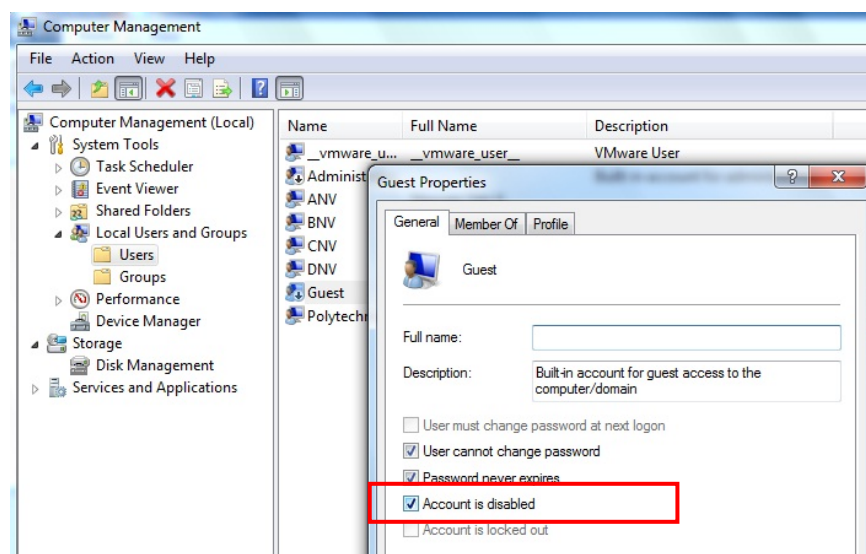 Computer Management
File Action View Help
Computer Management (Local)
System Tools
Task Scheduler
Event Viewer
Shared Folders
Local Users and Groups
Users
Groups
Performance
Device Manager
Storage
Disk Management
Services and Applications
Name Full Name Description
__vmware_u... __vmware_user__ VMware User
Administ
ANV
BNV
CNV
DNV
Guest
Polytechn
Guest Properties
General Member Of Profile
Guest
Full name:
Description: Built-in account for guest access to the
computer/domain
User must change password at next logon
User cannot change password
Password never expires
Account is disabled
Account is locked out